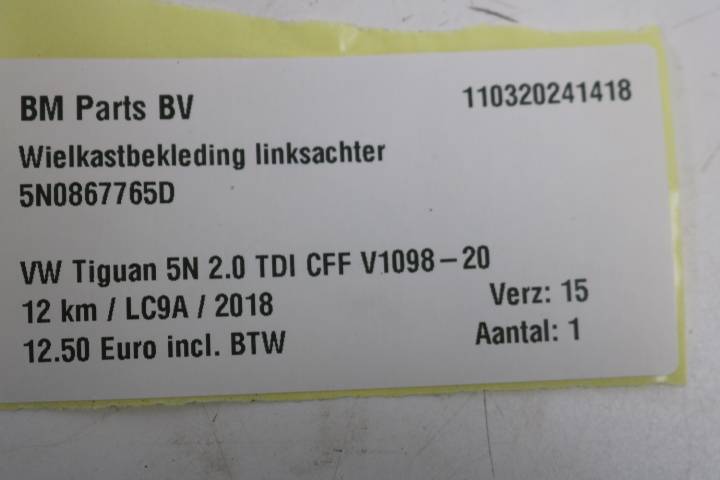 BM Parts BV
110320241418
Wielkastbekleding linksachter
5N0867765D
VW Tiguan 5N 2.0 TDI CFF V1098-20
12 km / LC9A / 2018
Verz: 15
12.50 Euro incl. BTW
Aantal: 1